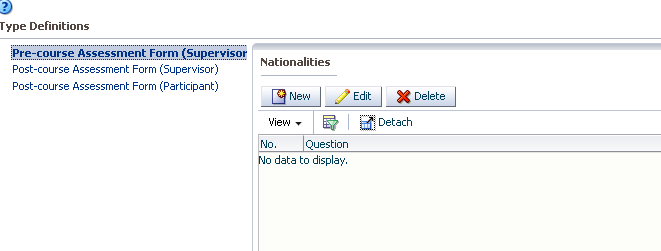 ?
Type Definitions
Pre-course Assessment Form (Supervisor
Post-course Assessment Form (Supervisor)
Post-course Assessment Form (Participant)
Nationalities
New Edit Delete
View Detach
No. Question
No data to display.